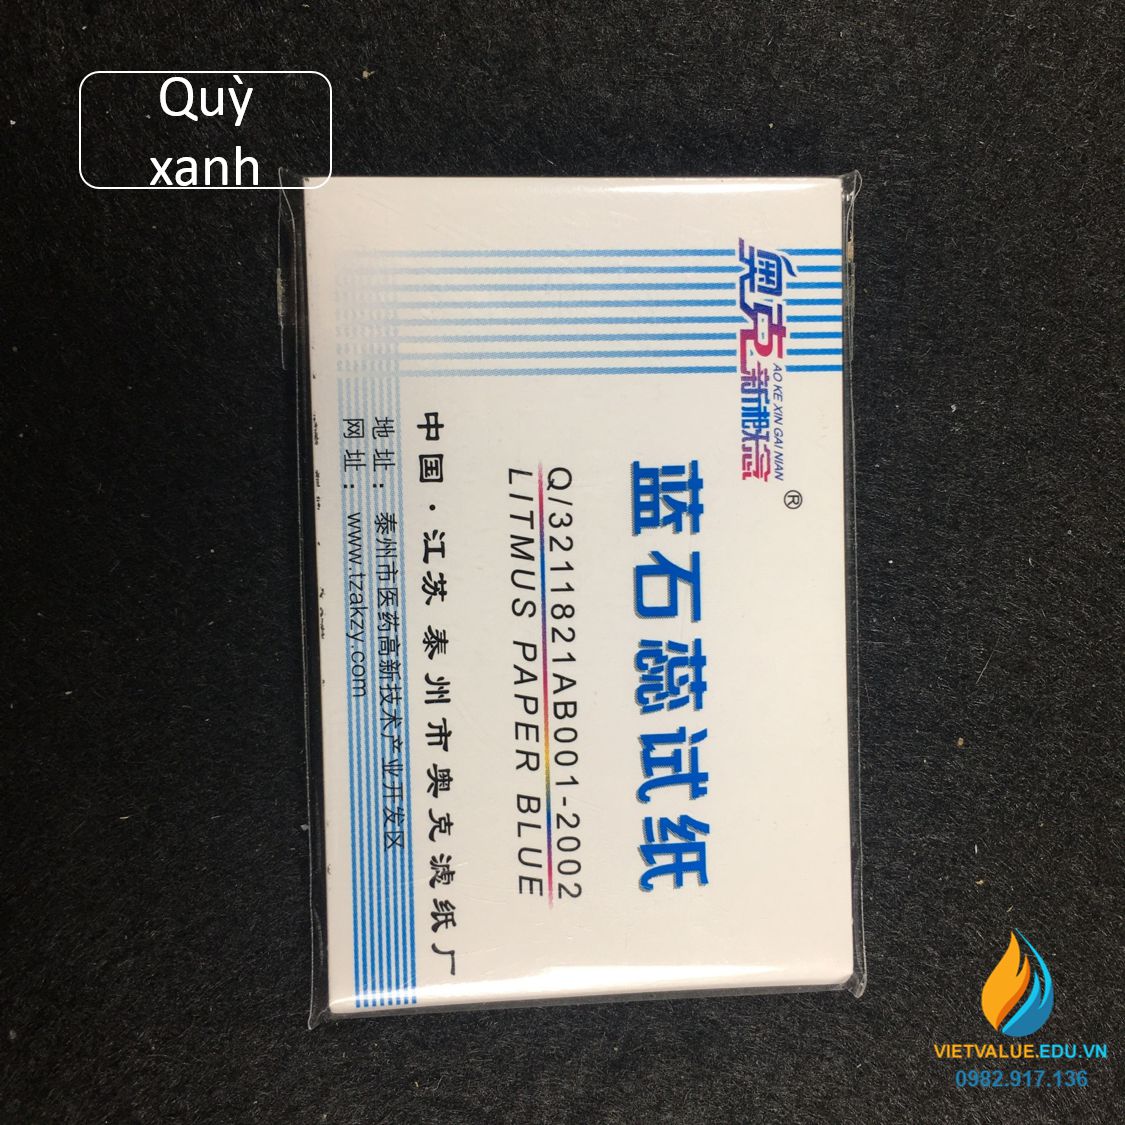 Quỳ
xanh
奥克新概念
AO KE XIN GAI NIAN
®
蓝石蕊试纸
Q/3211821AB001-2002
LITMUS PAPER BLUE
中国·江苏泰州市奥克滤纸厂
地址：泰州市医药高新技术产业开发区
网址：www.tzakzy.com
VIETVALUE.EDU.VN
0982.917.136